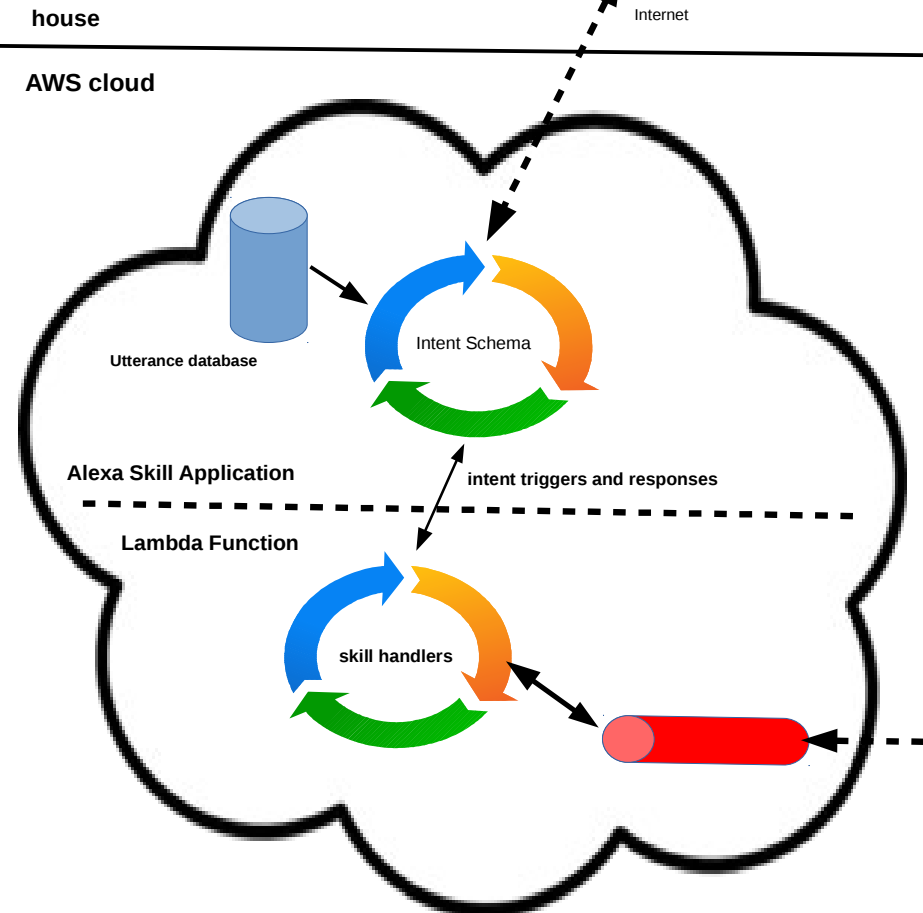 house
Internet
AWS cloud
Intent Schema
Utterance database
Alexa Skill Application
intent triggers and responses
Lambda Function
skill handlers